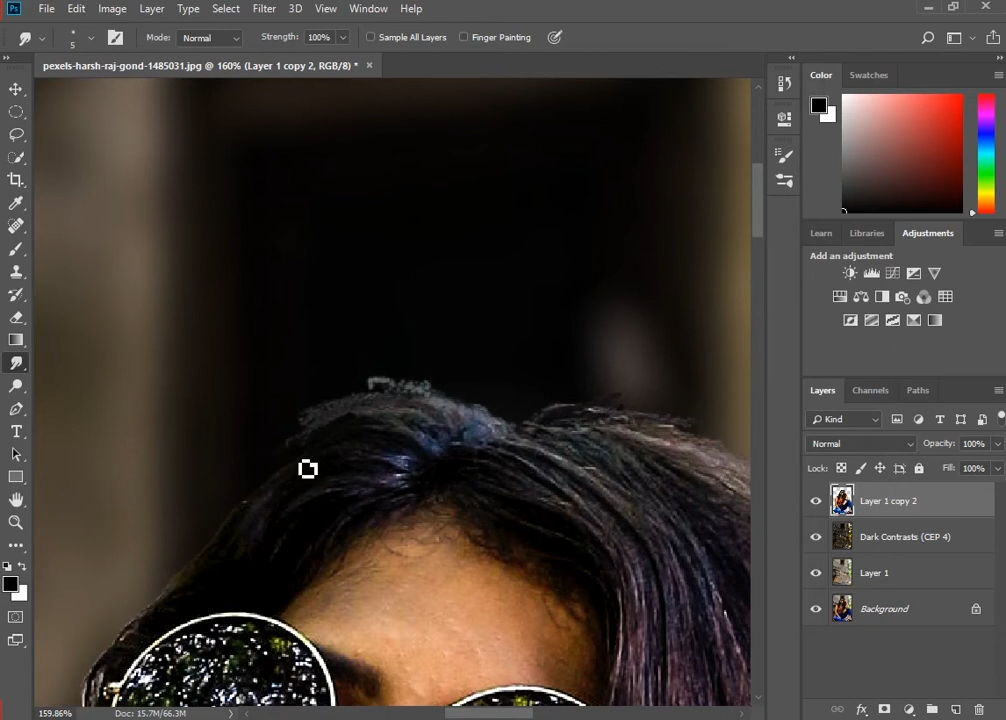 Ps File Edit Image Layer Type Select Filter 3D View Window Help
5 Mode: Normal Strength: 100% Sample All Layers Finger Painting
pexels-harsh-raj-gond-1485031.jpg @ 160% (Layer 1 copy 2, RGB/8) * ×
Color Swatches
Learn Libraries Adjustments
Add an adjustment
Layers Channels Paths
Kind
Normal Opacity: 100%
Lock: Fill: 100%
Layer 1 copy 2
Dark Contrasts (CEP 4)
Layer 1
Background
159.86% Doc: 15.7M/66.3M